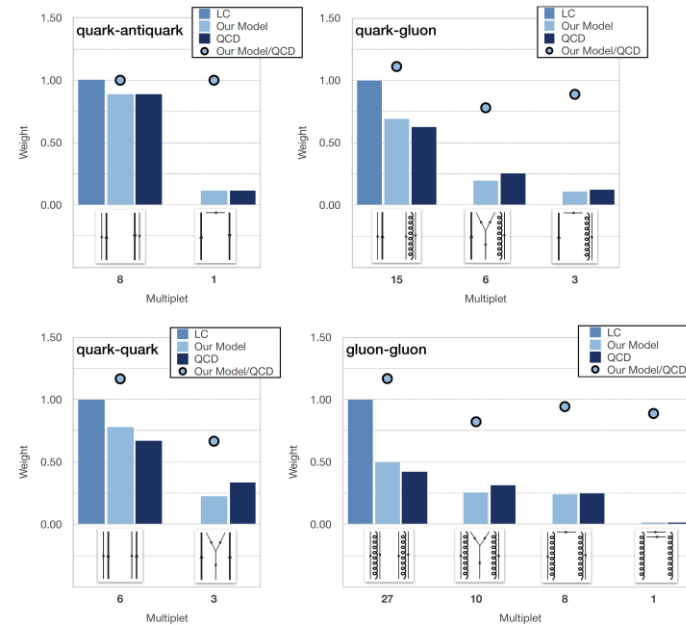 quark-antiquark
LC
Our Model
QCD
Our Model/QCD
1.50
1.00
0.50
0.00
Weight
8 1
Multiplet
quark-gluon
LC
Our Model
QCD
Our Model/QCD
1.50
1.00
0.50
0.00
Weight
15 6 3
Multiplet
quark-quark
LC
Our Model
QCD
Our Model/QCD
1.50
1.00
0.50
0.00
Weight
6 3
Multiplet
gluon-gluon
LC
Our Model
QCD
Our Model/QCD
1.50
1.00
0.50
0.00
Weight
27 10 8 1
Multiplet